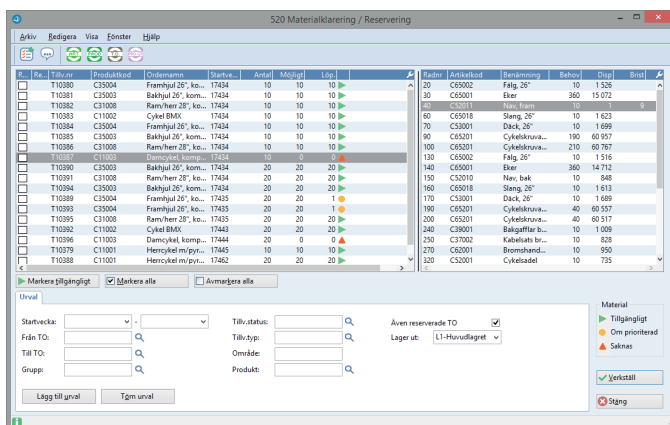 520 Materialklarering / Reservering
Arkiv Redigera Visa Fönster Hjälp
R... Re... Tillv.nr Produktkod Ordernamn Startve... Antal Möjligt Löp.
T10380 C35004 Framhjul 26", kom... 17434 10 10 10
T10381 C35003 Bakhjul 26", kom... 17434 10 10 10
T10382 C31008 Ram/herr 28", ko... 17434 10 10 10
T10383 C11002 Cykel BMX 17434 10 10 10
T10384 C35004 Framhjul 26", kom... 17434 10 10 10
T10385 C35003 Bakhjul 26", kom... 17434 10 10 10
T10386 C31008 Ram/herr 28", ko... 17434 10 10 10
T10387 C11003 Damcykel, komp... 17434 10 0 0
T10390 C35003 Bakhjul 26", kom... 17434 20 20 20
T10391 C31008 Ram/herr 28", ko... 17434 20 20 20
T10394 C35003 Bakhjul 26", kom... 17434 20 20 20
T10389 C35004 Framhjul 26", kom... 17434 20 20 1
T10393 C35004 Framhjul 26", kom... 17435 20 20 1
T10395 C31008 Ram/herr 28", ko... 17435 20 20 20
T10392 C11002 Cykel BMX 17443 20 20 20
T10396 C11003 Damcykel, komp... 17444 20 0 0
T10379 C11001 Herrcykel m/pyr... 17445 10 10 10
T10388 C11001 Herrcykel m/pyr... 17462 20 20 20
Radnr Artikelkod Benämning Behov Disp Brist
20 C65002 Fälg, 26" 10 1 526
30 C65001 Eker 360 15 072
40 C52011 Nav, fram 10 1 9
60 C65018 Slang, 26" 10 1 623
70 C53001 Däck, 26" 10 1 699
90 C65201 Cykelskruva... 190 60 957
100 C65201 Cykelskruva... 210 60 767
130 C65002 Fälg, 26" 10 1 516
140 C65001 Eker 360 14 712
150 C52010 Nav, bak 10 848
160 C65018 Slang, 26" 10 1 613
170 C53001 Däck, 26" 10 1 689
190 C65201 Cykelskruva... 40 60 557
200 C65201 Cykelskruva... 40 60 517
240 C39001 Bakgafflar b... 10 1 009
250 C37002 Kabelsats br... 10 828
270 C62001 Bromshand... 10 950
320 C52001 Cykelsadel 10 735
Markera tillgängligt Markera alla Avmarkera alla
Urval
Startvecka: - Tillv.status: Även reserverade TO
Från TO: Tillv.typ: Lager ut: L1-Huvudlagret
Till TO: Område:
Grupp: Produkt:
Lägg till urval Töm urval
Material
Tillgängligt
Om prioriterad
Saknas
Verkställ
Stäng